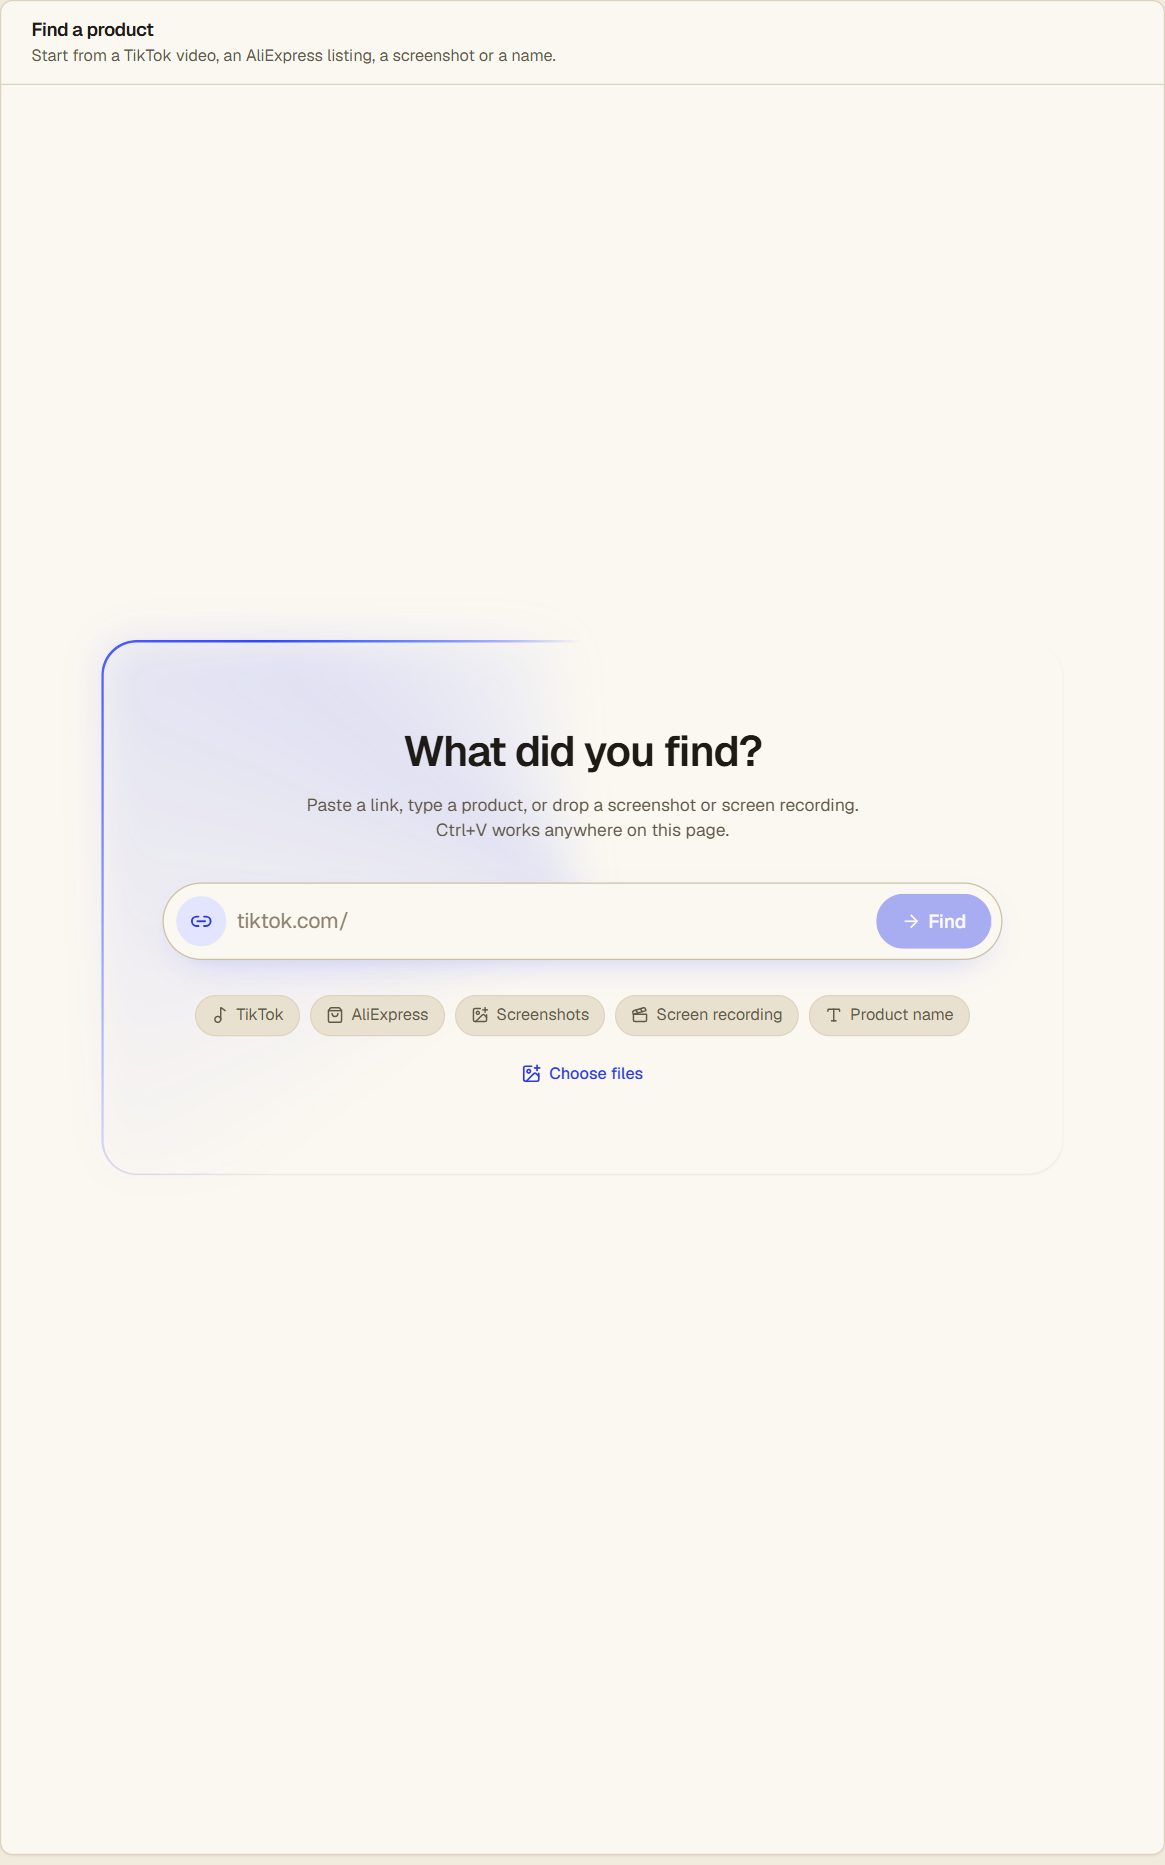 Find a product
Start from a TikTok video, an AliExpress listing, a screenshot or a name.
What did you find?
Paste a link, type a product, or drop a screenshot or screen recording.
Ctrl+V works anywhere on this page.
tiktok.com/
Find
TikTok
AliExpress
Screenshots
Screen recording
Product name
Choose files